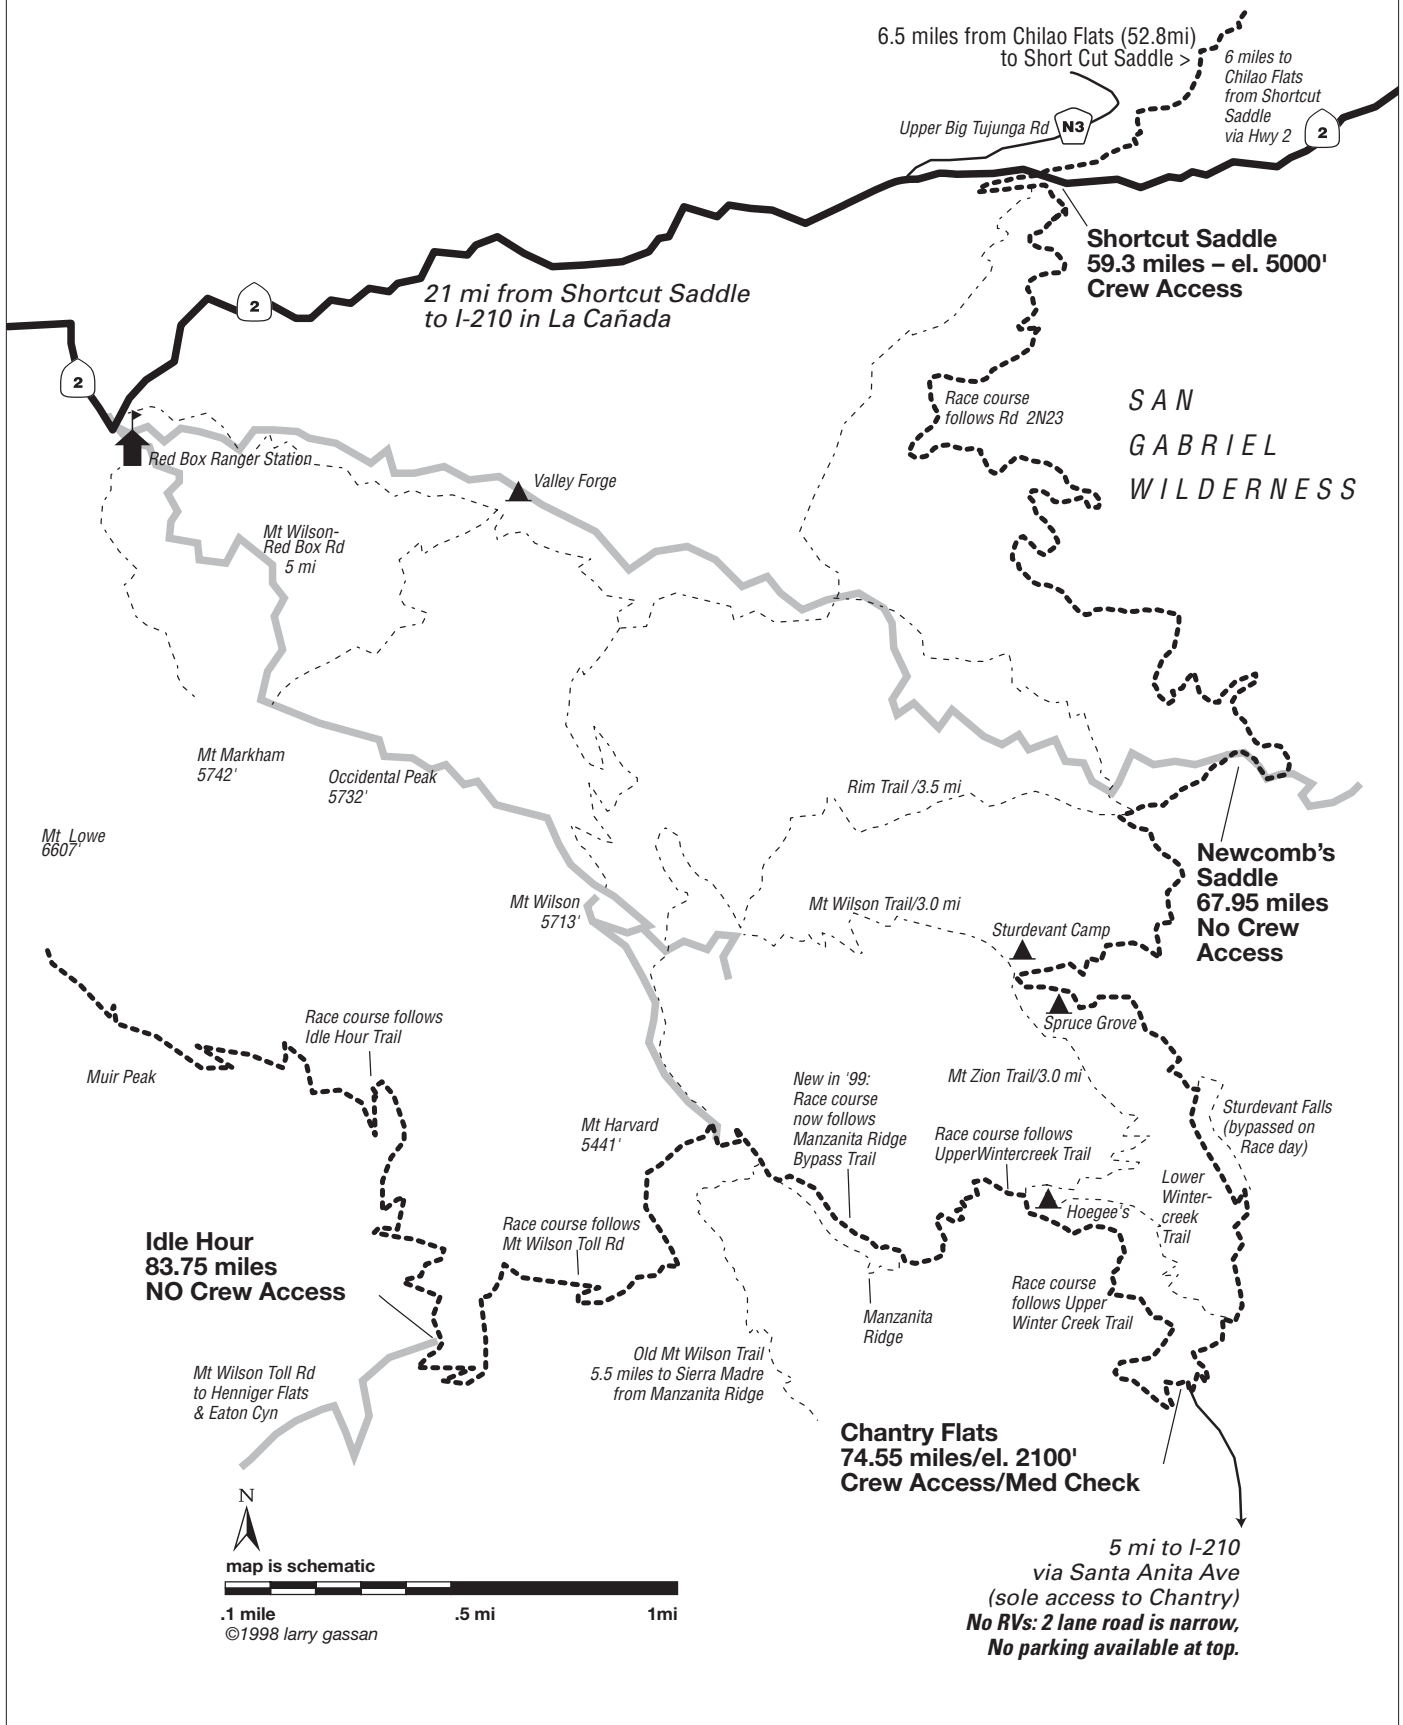 6.5 miles from Chilao Flats (52.8mi)
to Short Cut Saddle >
6 miles to
Chilao Flats
from Shortcut
Saddle
via Hwy 2
Upper Big Tujunga Rd
N3
2
Shortcut Saddle
59.3 miles – el. 5000'
Crew Access
2
21 mi from Shortcut Saddle
to I-210 in La Cañada
2
Race course
follows Rd 2N23
SAN
GABRIEL
WILDERNESS
Red Box Ranger Station
Valley Forge
Mt Wilson-
Red Box Rd
5 mi
Mt Markham
5742'
Occidental Peak
5732'
Rim Trail /3.5 mi
Mt Lowe
6607'
Newcomb's
Saddle
67.95 miles
No Crew
Access
Mt Wilson
5713'
Mt Wilson Trail/3.0 mi
Sturdevant Camp
Spruce Grove
Race course follows
Idle Hour Trail
Muir Peak
Mt Zion Trail/3.0 mi
New in '99:
Race course
now follows
Manzanita Ridge
Bypass Trail
Mt Harvard
5441'
Race course follows
UpperWintercreek Trail
Sturdevant Falls
(bypassed on
Race day)
Lower
Winter-
creek
Trail
Hoegee's
Race course follows
Mt Wilson Toll Rd
Idle Hour
83.75 miles
NO Crew Access
Race course
follows Upper
Winter Creek Trail
Manzanita
Ridge
Old Mt Wilson Trail
5.5 miles to Sierra Madre
from Manzanita Ridge
Mt Wilson Toll Rd
to Henniger Flats
& Eaton Cyn
Chantry Flats
74.55 miles/el. 2100'
Crew Access/Med Check
N
map is schematic
.1 mile .5 mi 1mi
©1998 larry gassan
5 mi to I-210
via Santa Anita Ave
(sole access to Chantry)
No RVs: 2 lane road is narrow,
No parking available at top.